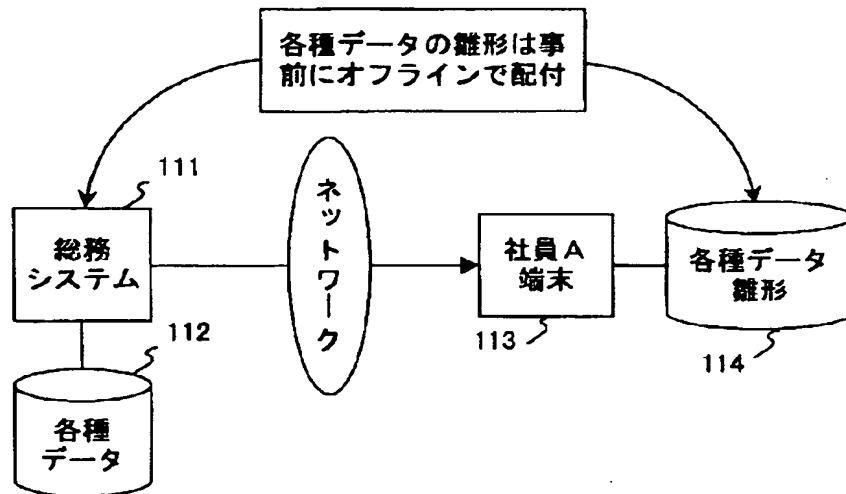 各種データの雛形は事
前にオフラインで配付
111
総務
システム
ネットワーク
社員A
端末
113
各種データ
雛形
114
112
各種
データ